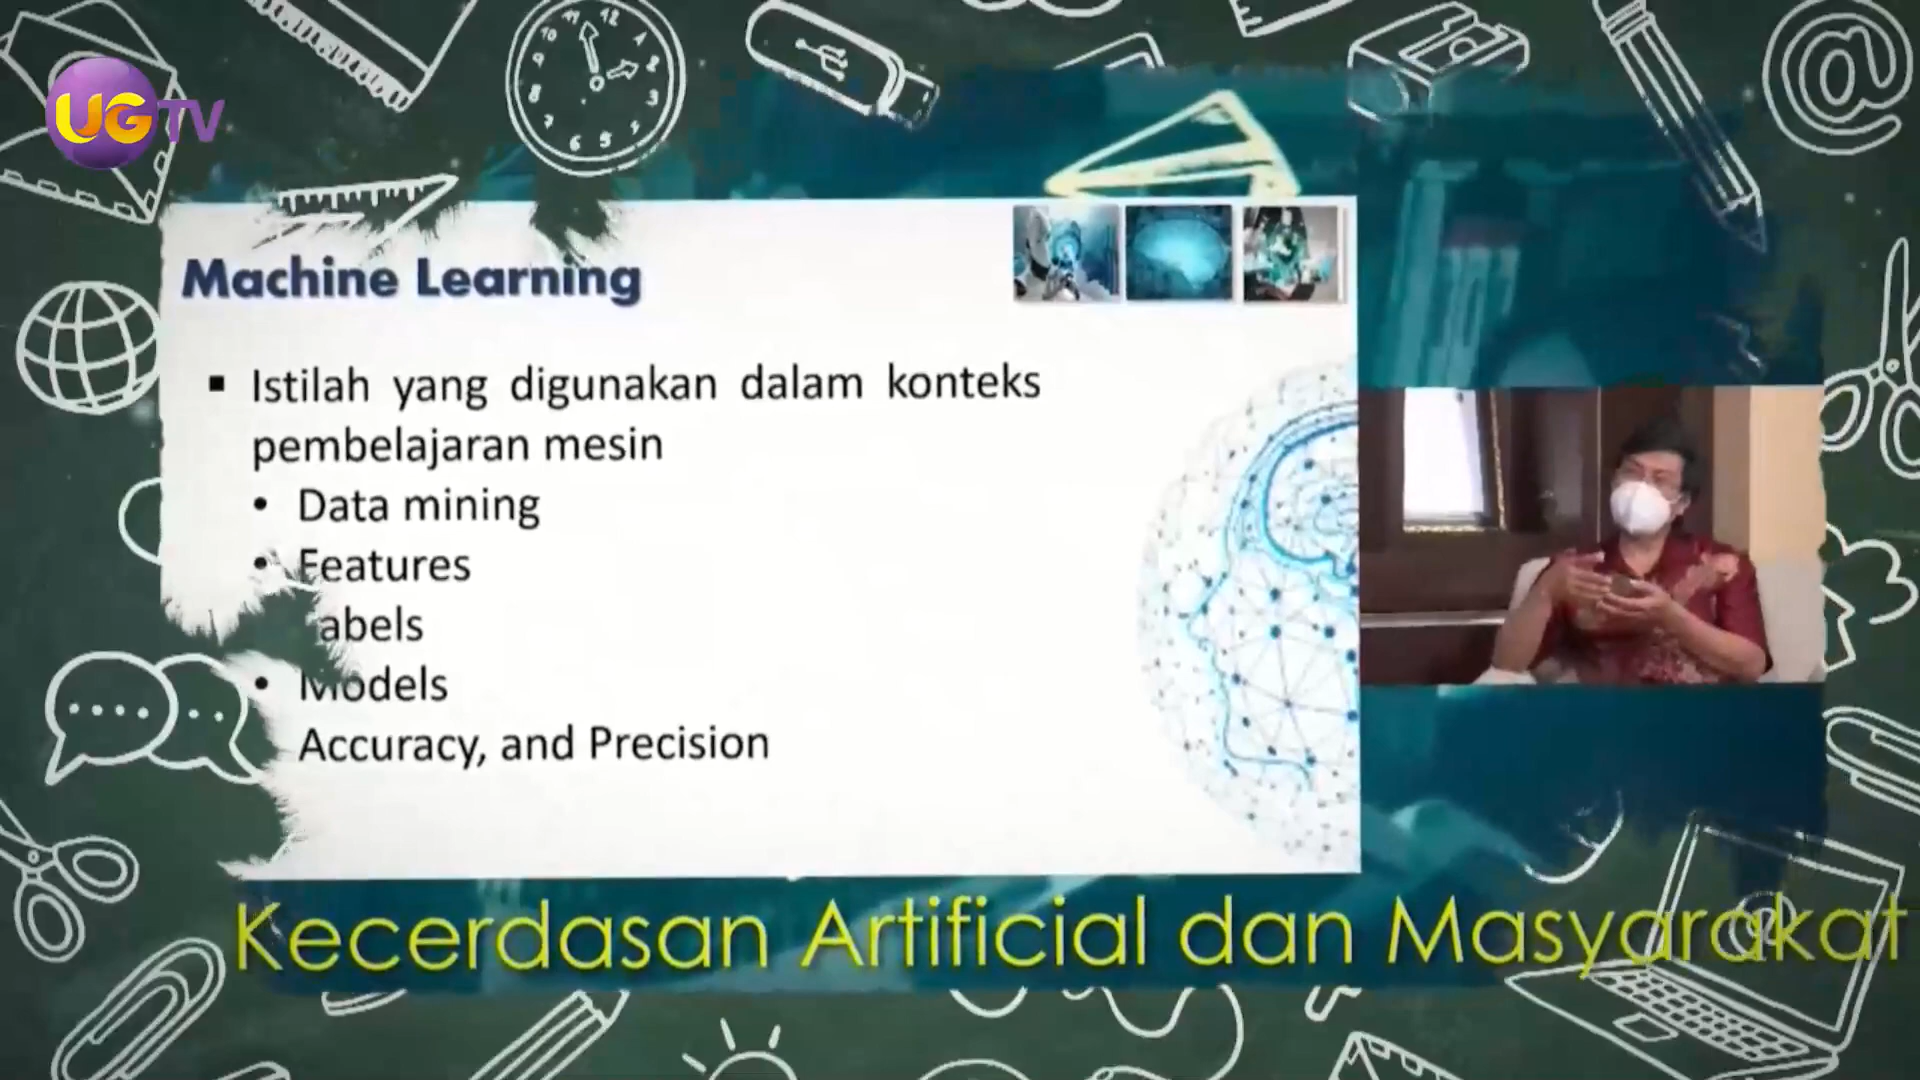 UGTV
Machine Learning
Istilah yang digunakan dalam konteks
pembelajaran mesin
• Data mining
• Features
abels
• Models
Accuracy, and Precision
Kecerdasan Artificial dan Masyarakat